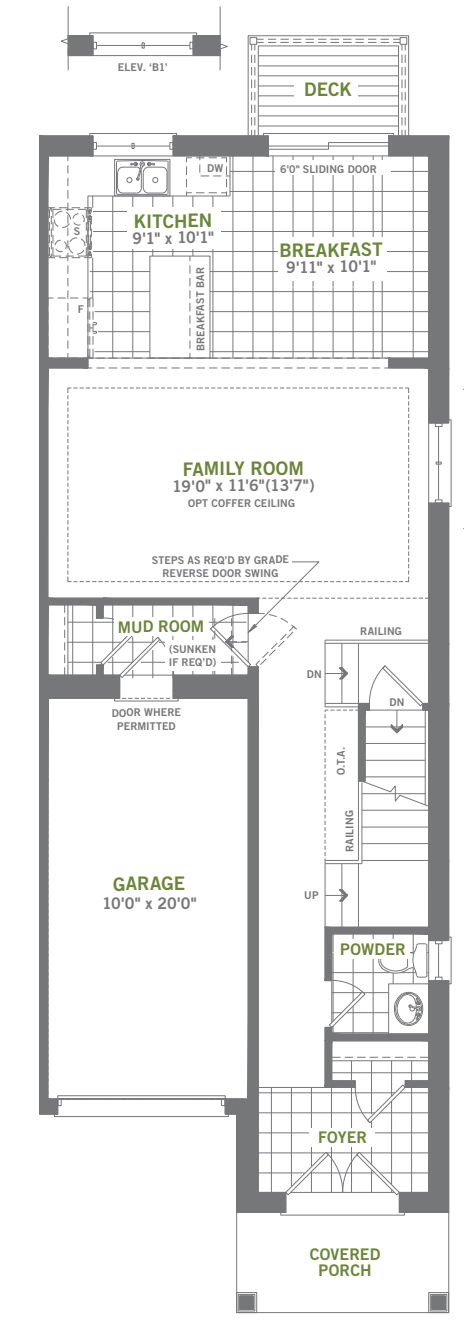 ELEV. 'B1'
DECK
DW
6'0" SLIDING DOOR
KITCHEN
9'1" x 10'1"
S
BREAKFAST
9'11" x 10'1"
F
BREAKFAST BAR
FAMILY ROOM
19'0" x 11'6"(13'7")
OPT COFFER CEILING
STEPS AS REQ'D BY GRADE
REVERSE DOOR SWING
MUD ROOM
(SUNKEN
IF REQ'D)
RAILING
DN
DN
DOOR WHERE
PERMITTED
O.T.A.
RAILING
GARAGE
10'0" x 20'0"
UP
POWDER
FOYER
COVERED
PORCH